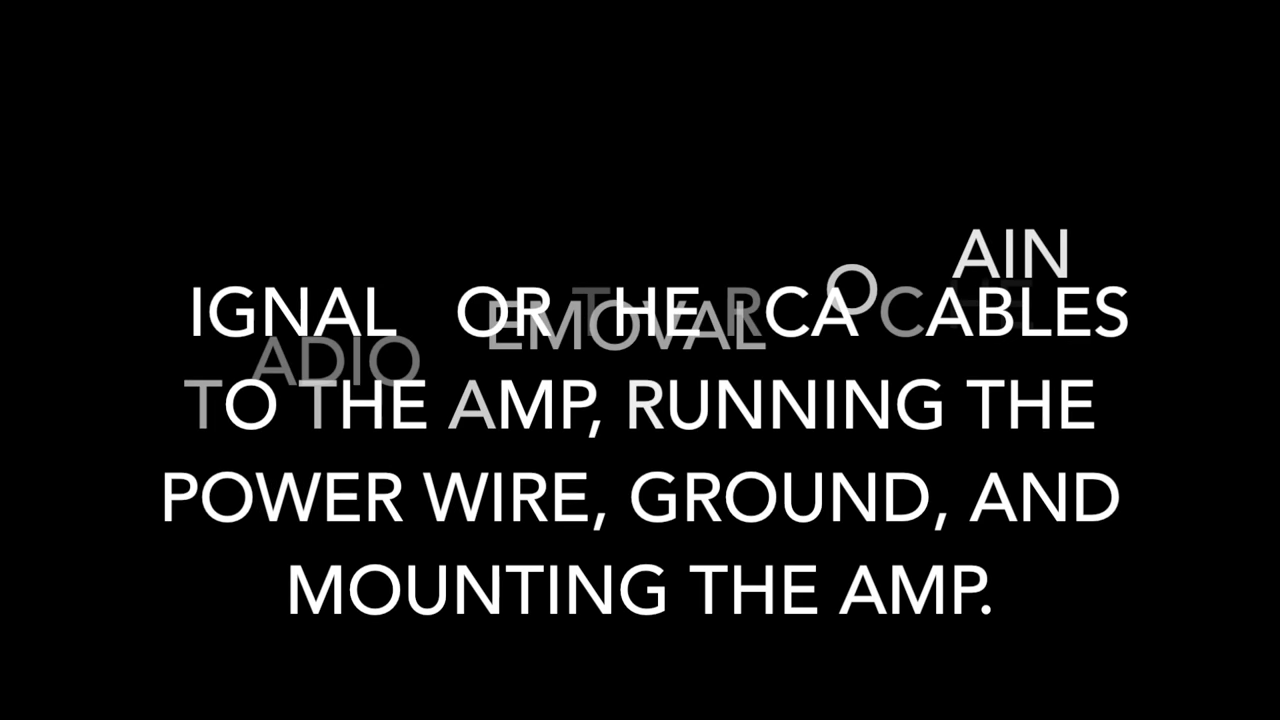 AIN
O
IGNAL OR THE RCA CABLES
EMOVAL
ADIO
TO THE AMP, RUNNING THE
POWER WIRE, GROUND, AND
MOUNTING THE AMP.